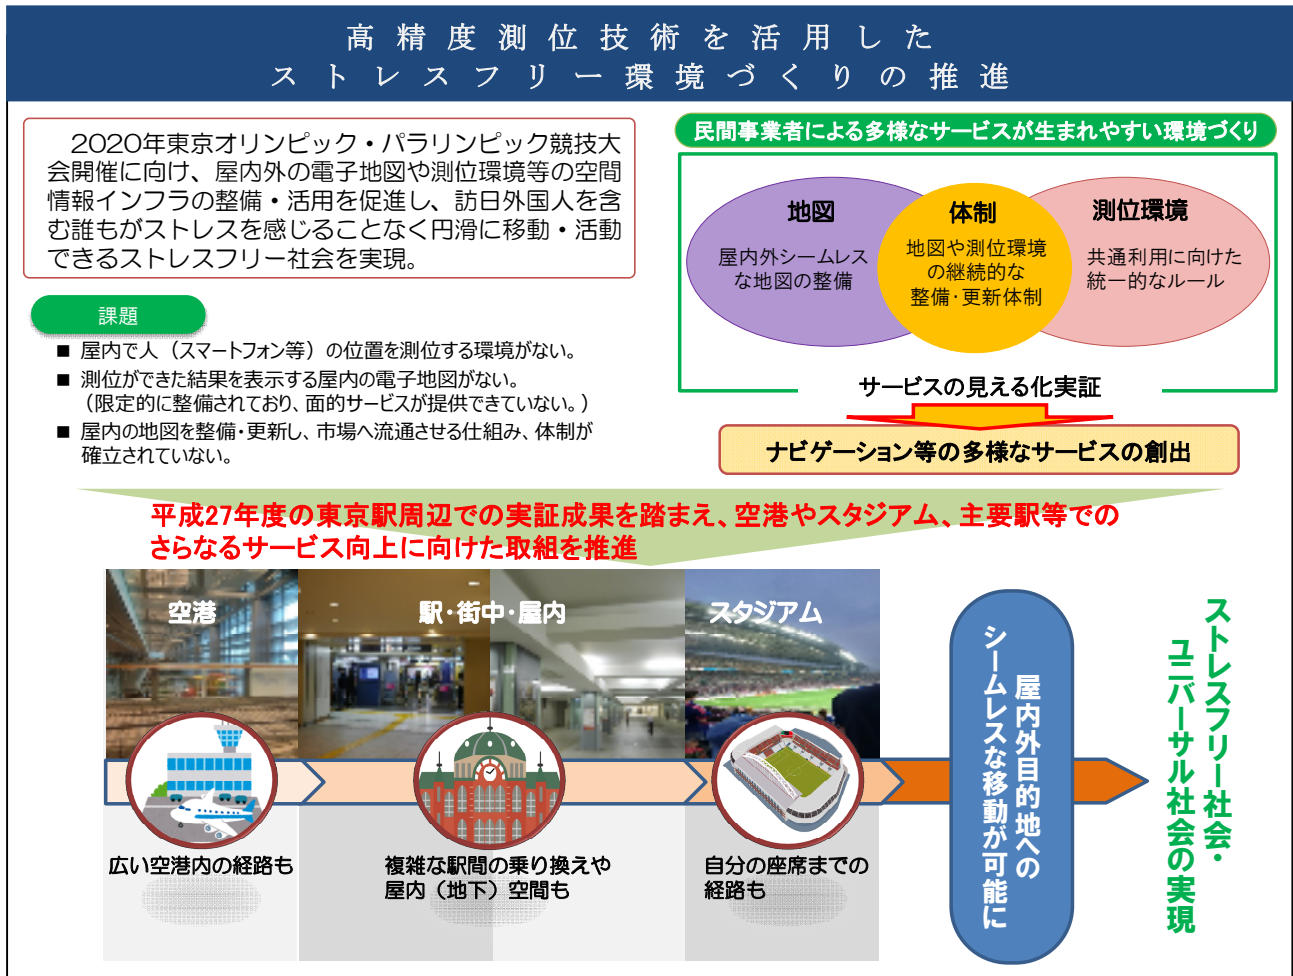 高精度測位技術を活用した
ストレスフリー環境づくりの推進
2020年東京オリンピック・パラリンピック競技大
会開催に向け、屋内外の電子地図や測位環境等の空間
情報インフラの整備・活用を促進し、訪日外国人を含
む誰もがストレスを感じることなく円滑に移動・活動
できるストレスフリー社会を実現。
課題
■ 屋内で人（スマートフォン等）の位置を測位する環境がない。
■ 測位ができた結果を表示する屋内の電子地図がない。
（限定的に整備されており、面的サービスが提供できていない。）
■ 屋内の地図を整備・更新し、市場へ流通させる仕組み、体制が
確立されていない。
民間事業者による多様なサービスが生まれやすい環境づくり
地図
屋内外シームレス
な地図の整備
体制
地図や測位環境
の継続的な
整備・更新体制
測位環境
共通利用に向けた
統一的なルール
サービスの見える化実証
ナビゲーション等の多様なサービスの創出
平成27年度の東京駅周辺での実証成果を踏まえ、空港やスタジアム、主要駅等での
さらなるサービス向上に向けた取組を推進
空港
駅・街中・屋内
スタジアム
広い空港内の経路も
複雑な駅間の乗り換えや
屋内（地下）空間も
自分の座席までの
経路も
屋内外目的地への
シームレスな移動が可能に
ストレスフリー社会・
ユニバーサル社会の実現